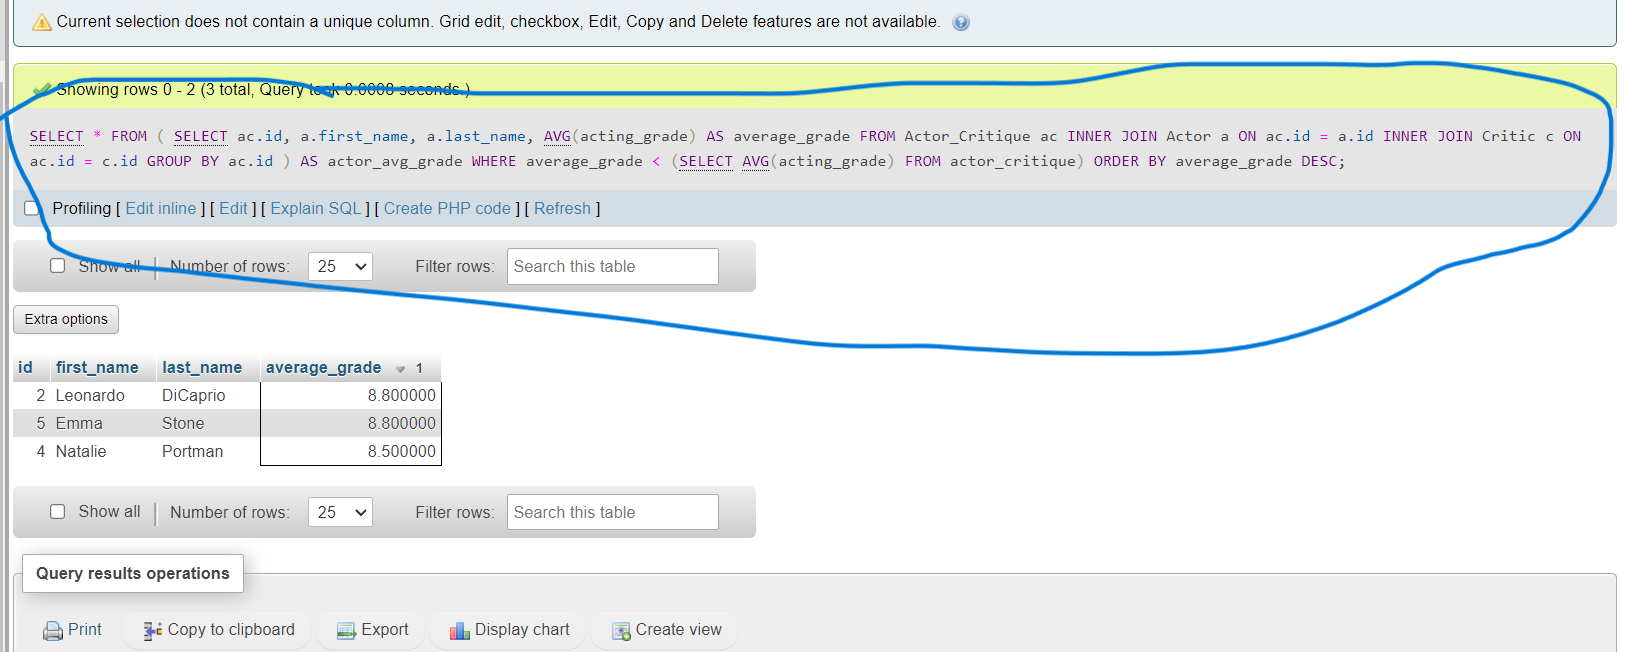 Current selection does not contain a unique column. Grid edit, checkbox, Edit, Copy and Delete features are not available.
Showing rows 0 - 2 (3 total, Query took 0.0008 seconds.)
SELECT * FROM ( SELECT ac.id, a.first_name, a.last_name, AVG(acting_grade) AS average_grade FROM Actor_Critique ac INNER JOIN Actor a ON ac.id = a.id INNER JOIN Critic c ON
ac.id = c.id GROUP BY ac.id ) AS actor_avg_grade WHERE average_grade < (SELECT AVG(acting_grade) FROM actor_critique) ORDER BY average_grade DESC;
Profiling [ Edit inline ] [ Edit ] [ Explain SQL ] [ Create PHP code ] [ Refresh ]
Show all | Number of rows: 25 Filter rows: Search this table
Extra options
id first_name last_name average_grade 1
2 Leonardo DiCaprio 8.800000
5 Emma Stone 8.800000
4 Natalie Portman 8.500000
Show all | Number of rows: 25 Filter rows: Search this table
Query results operations
Print Copy to clipboard Export Display chart Create view